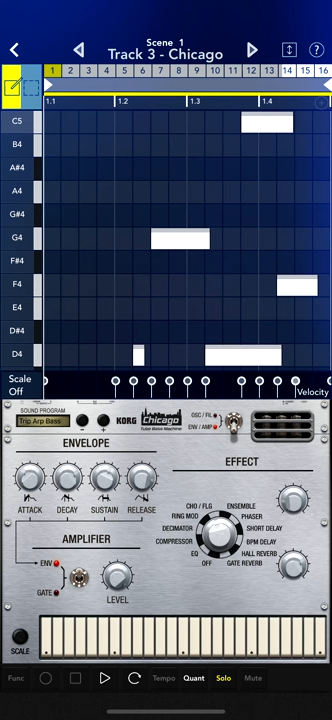 Scene 1
Track 3 - Chicago
?
1 2 3 4 5 6 7 8 9 10 11 12 13 14 15 16
1.1 1.2 1.3 1.4
C5
B4
A#4
A4
G#4
G4
F#4
F4
E4
D#4
D4
Scale
Off
Velocity
SOUND PROGRAM
Trip Arp Bass
- +
KORG Chicago
Tube Bass Machine
OSC / FIL
ENV / AMP
ENVELOPE
ATTACK DECAY SUSTAIN RELEASE
EFFECT
CHO / FLG
RING MOD
DECIMATOR
COMPRESSOR
EQ
OFF
ENSEMBLE
PHASER
SHORT DELAY
BPM DELAY
HALL REVERB
GATE REVERB
AMPLIFIER
ENV
GATE
LEVEL
SCALE
Func Tempo Quant Solo Mute